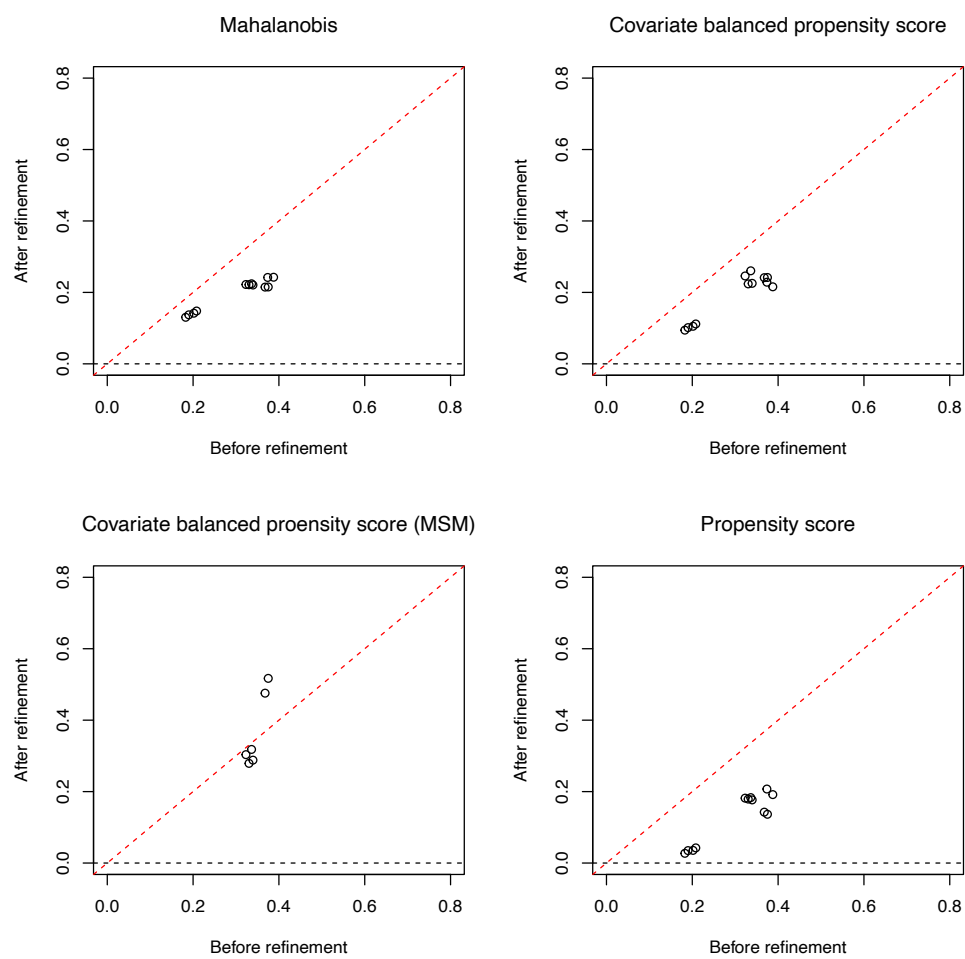 Mahalanobis
After refinement
0.8
0.6
0.4
0.2
0.0
0.0 0.2 0.4 0.6 0.8
Before refinement
Covariate balanced propensity score
After refinement
0.8
0.6
0.4
0.2
0.0
0.0 0.2 0.4 0.6 0.8
Before refinement
Covariate balanced proensity score (MSM)
After refinement
0.8
0.6
0.4
0.2
0.0
0.0 0.2 0.4 0.6 0.8
Before refinement
Propensity score
After refinement
0.8
0.6
0.4
0.2
0.0
0.0 0.2 0.4 0.6 0.8
Before refinement